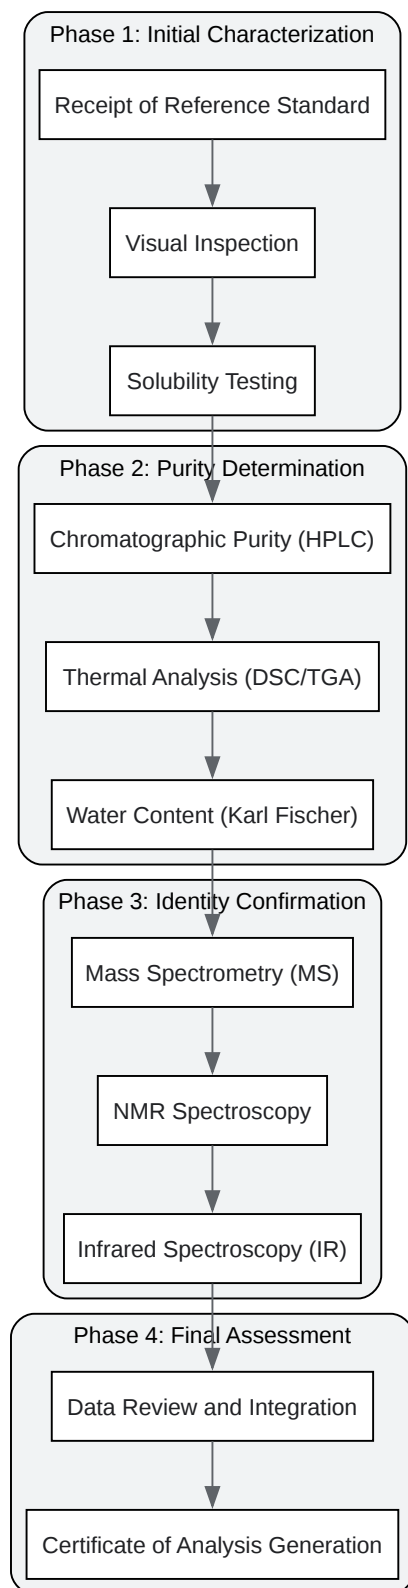 Phase 1: Initial Characterization
Receipt of Reference Standard
Visual Inspection
Solubility Testing
Phase 2: Purity Determination
Chromatographic Purity (HPLC)
Thermal Analysis (DSC/TGA)
Water Content (Karl Fischer)
Phase 3: Identity Confirmation
Mass Spectrometry (MS)
NMR Spectroscopy
Infrared Spectroscopy (IR)
Phase 4: Final Assessment
Data Review and Integration
Certificate of Analysis Generation